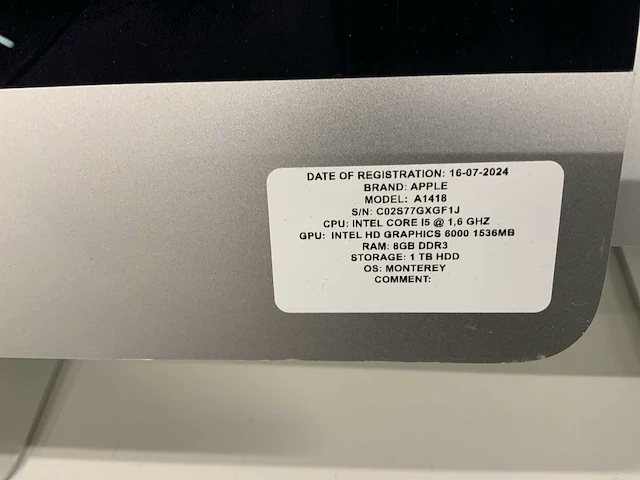 DATE OF REGISTRATION: 16-07-2024
BRAND: APPLE
MODEL: A1418
S/N: C02S77GXGF1J
CPU: INTEL CORE I5 @ 1,6 GHZ
GPU: INTEL HD GRAPHICS 6000 1536MB
RAM: 8GB DDR3
STORAGE: 1 TB HDD
OS: MONTEREY
COMMENT: